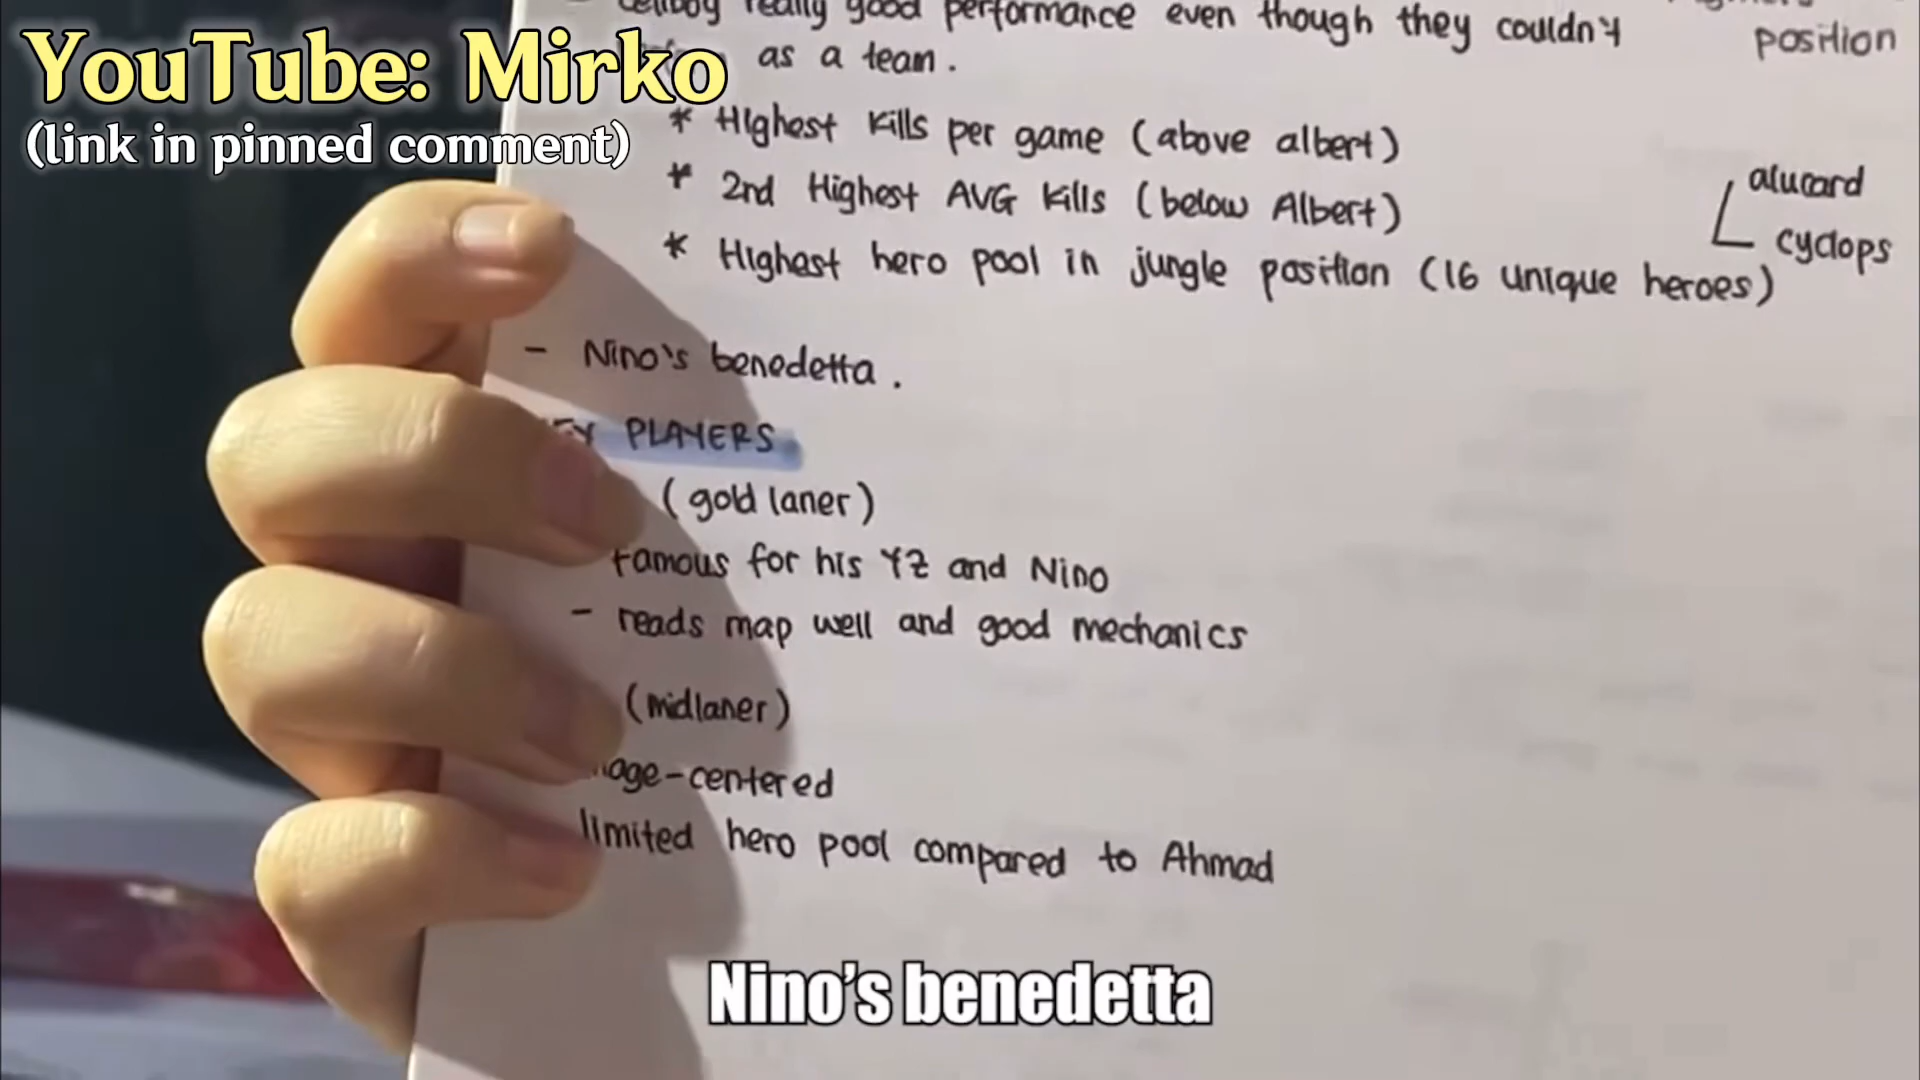 YouTube: Mirko
(link in pinned comment)
really good performance even though they couldn't
position
as a team.
* Highest kills per game (above albert)
* 2nd Highest AVG kills (below Albert)
* Highest hero pool in jungle position (16 unique heroes)
alucard
cyclops
- Nino's benedetta.
PLAYERS
(gold laner)
famous for his YZ and Nino
- reads map well and good mechanics
(midlaner)
limited hero pool compared to Ahmad
Nino's benedetta